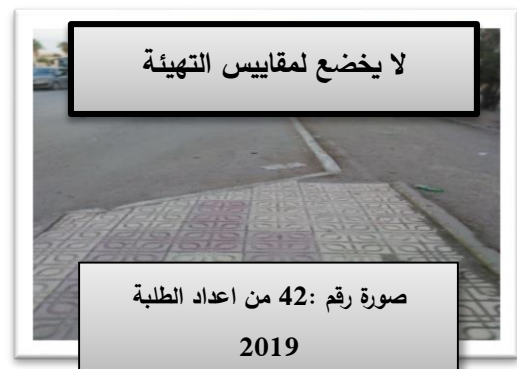 لا يخضع لمقاييس التهيئة
صورة رقم :42 من اعداد الطلبة
2019